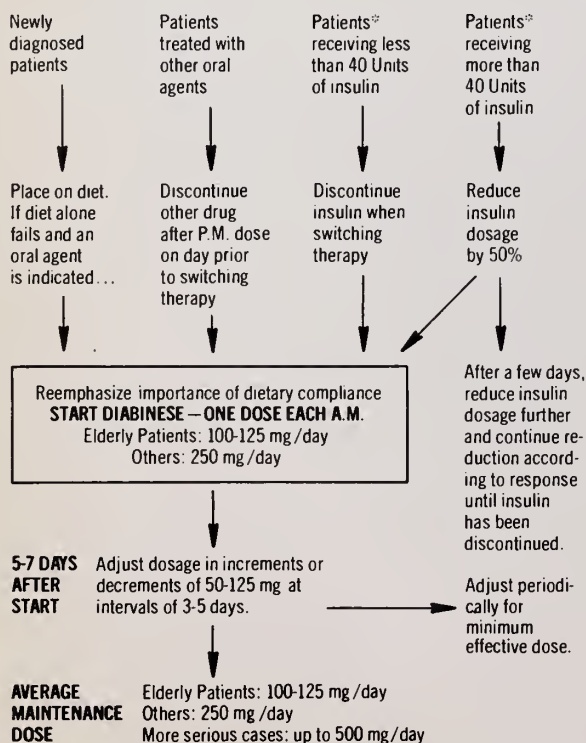 Newly
diagnosed
patients
Patients
treated with
other oral
agents
Patients*
receiving less
than 40 Units
of insulin
Patients*
receiving
more than
40 Units
of insulin
Place on diet.
If diet alone
fails and an
oral agent
is indicated...
Discontinue
other drug
after P.M. dose
on day prior
to switching
therapy
Discontinue
insulin when
switching
therapy
Reduce
insulin
dosage
by 50%
Reemphasize importance of dietary compliance
START DIABINESE – ONE DOSE EACH A.M.
Elderly Patients: 100-125 mg/day
Others: 250 mg/day
After a few days,
reduce insulin
dosage further
and continue re-
duction accord-
ing to response
until insulin
has been
discontinued.
5-7 DAYS Adjust dosage in increments or
AFTER decrements of 50-125 mg at
START intervals of 3-5 days.
Adjust periodi-
cally for
minimum
effective dose.
AVERAGE Elderly Patients: 100-125 mg/day
MAINTENANCE Others: 250 mg/day
DOSE More serious cases: up to 500 mg/day